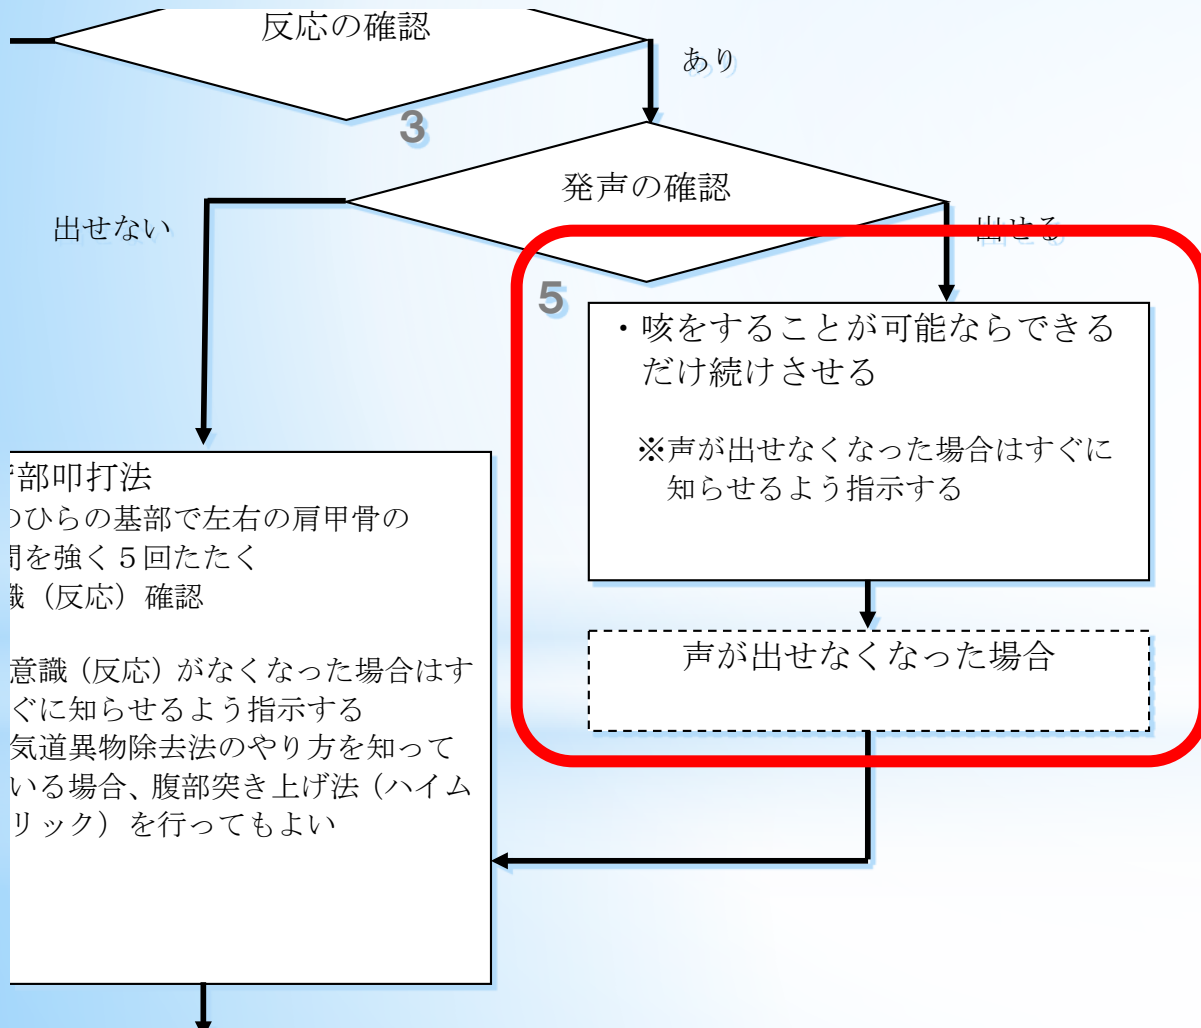 反応の確認
あり
3
発声の確認
出せない
出せる
5
・咳をすることが可能ならできる
だけ続けさせる
※声が出せなくなった場合はすぐに
知らせるよう指示する
声が出せなくなった場合
部叩打法
のひらの基部で左右の肩甲骨の
間を強く５回たたく
識（反応）確認
意識（反応）がなくなった場合はす
ぐに知らせるよう指示する
気道異物除去法のやり方を知って
いる場合、腹部突き上げ法（ハイム
リック）を行ってもよい